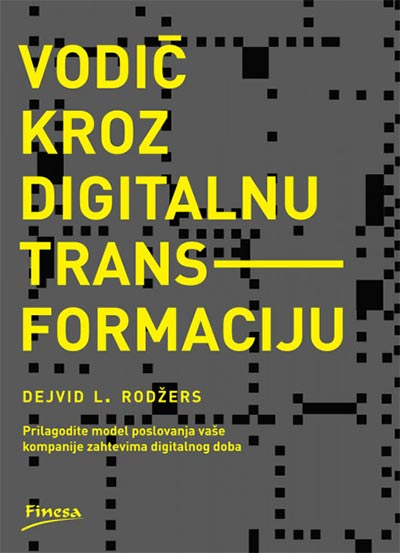 VODIČ
KROZ
DIGITALNU
TRANS—
FORMACIJU
DEJVID L. RODŽERS
Prilagodite model poslovanja vaše
kompanije zahtevima digitalnog doba
Finesa